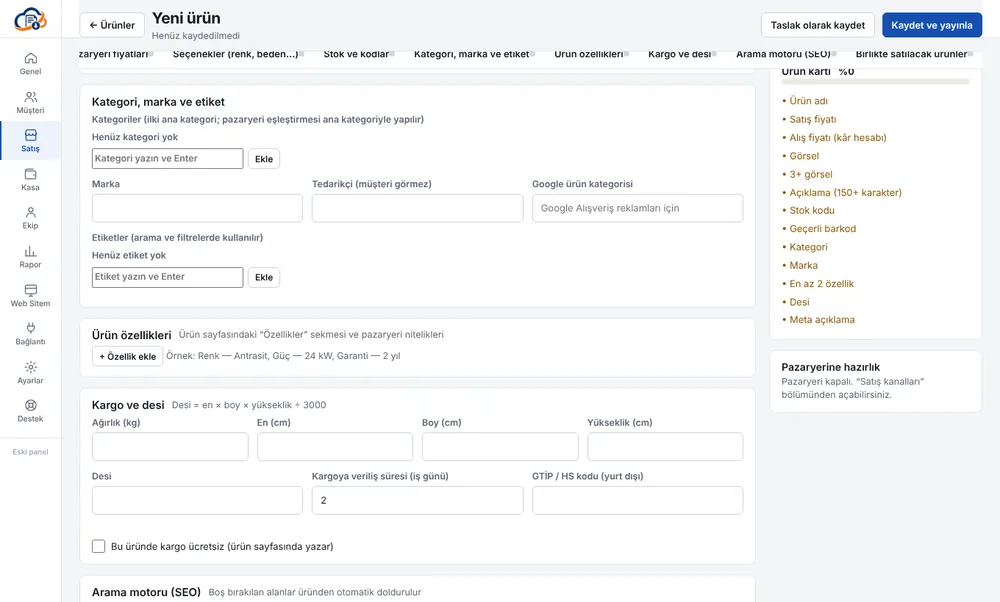 ← Ürünler
Yeni ürün
Henüz kaydedilmedi
Taslak olarak kaydet
Kaydet ve yayınla
zaryeri fiyatları
Seçenekler (renk, beden...)
Stok ve kodlar
Kategori, marka ve etiket
Ürün özellikleri
Kargo ve desi
Arama motoru (SEO)
Birlikte satılacak ürünler
Genel
Müşteri
Satış
Kasa
Ekip
Rapor
Web Sitem
Bağlantı
Ayarlar
Destek
Eski panel
Kategori, marka ve etiket
Kategoriler (ilki ana kategori; pazaryeri eşleştirmesi ana kategoriyle yapılır)
Henüz kategori yok
Kategori yazın ve Enter
Ekle
Marka
Tedarikçi (müşteri görmez)
Google ürün kategorisi
Google Alışveriş reklamları için
Etiketler (arama ve filtrelerde kullanılır)
Henüz etiket yok
Etiket yazın ve Enter
Ekle
Ürün özellikleri
Ürün sayfasındaki “Özellikler” sekmesi ve pazaryeri nitelikleri
+ Özellik ekle
Örnek: Renk — Antrasit, Güç — 24 kW, Garanti — 2 yıl
Kargo ve desi
Desi = en × boy × yükseklik ÷ 3000
Ağırlık (kg)
En (cm)
Boy (cm)
Yükseklik (cm)
Desi
Kargoya veriliş süresi (iş günü)
GTİP / HS kodu (yurt dışı)
2
Bu üründe kargo ücretsiz (ürün sayfasında yazar)
Arama motoru (SEO)
Boş bırakılan alanlar üründen otomatik doldurulur
Ürün kartı %0
• Ürün adı
• Satış fiyatı
• Alış fiyatı (kâr hesabı)
• Görsel
• 3+ görsel
• Açıklama (150+ karakter)
• Stok kodu
• Geçerli barkod
• Kategori
• Marka
• En az 2 özellik
• Desi
• Meta açıklama
Pazaryerine hazırlık
Pazaryeri kapalı. “Satış kanalları”
bölümünden açabilirsiniz.